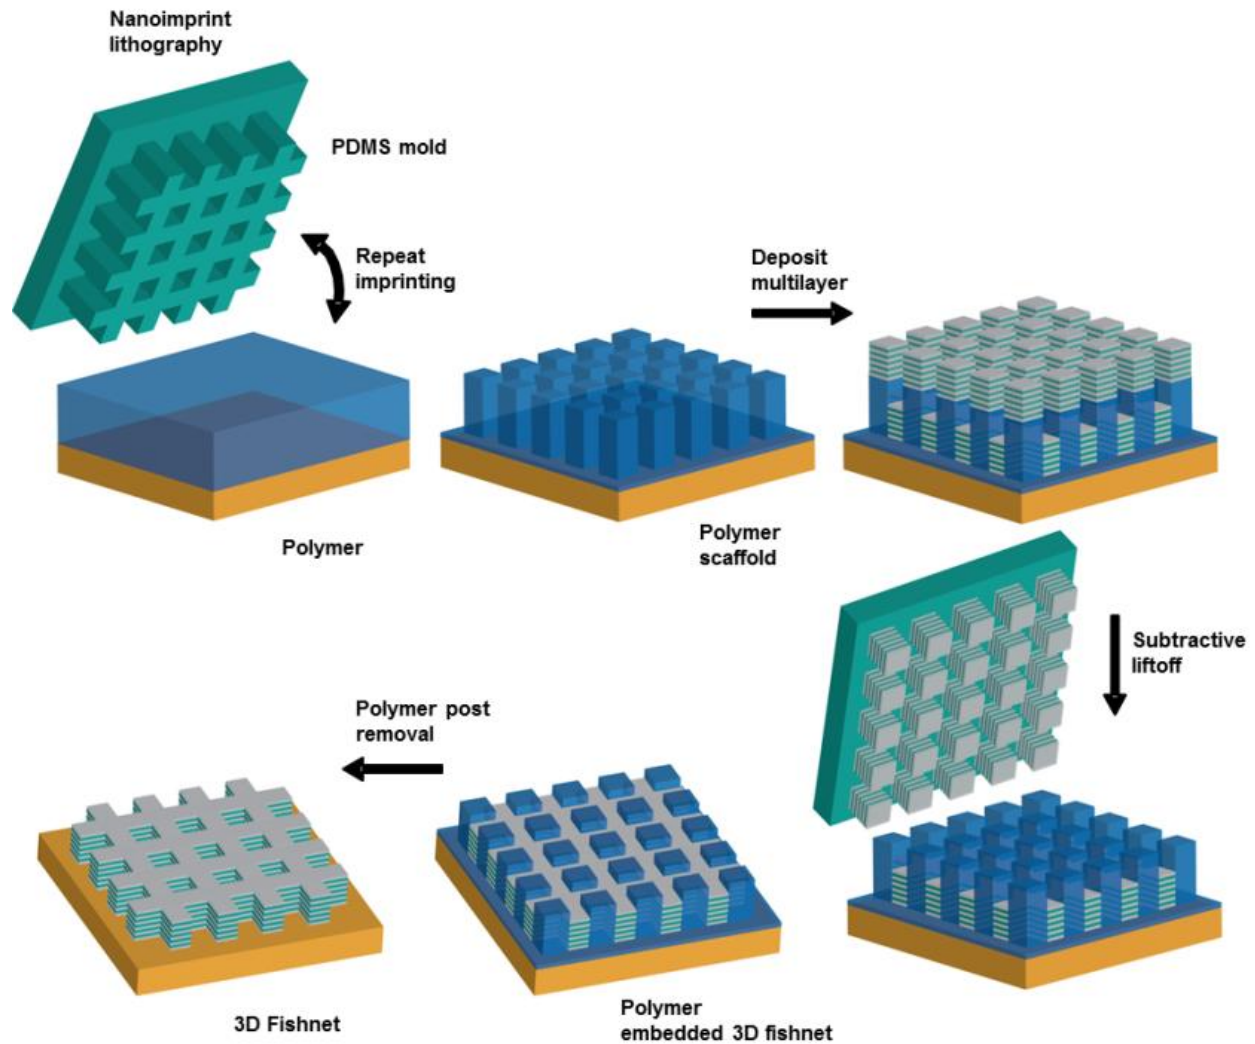 Nanoimprint
lithography
PDMS mold
Repeat
imprinting
Deposit
multilayer
Polymer
Polymer
scaffold
Subtractive
liftoff
Polymer post
removal
3D Fishnet
Polymer
embedded 3D fishnet